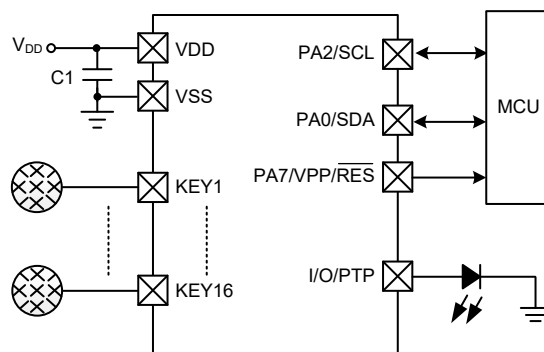 VDD
VDD
C1
VSS
KEY1
KEY16
PA2/SCL
PA0/SDA
PA7/VPP/RES
I/O/PTP
MCU